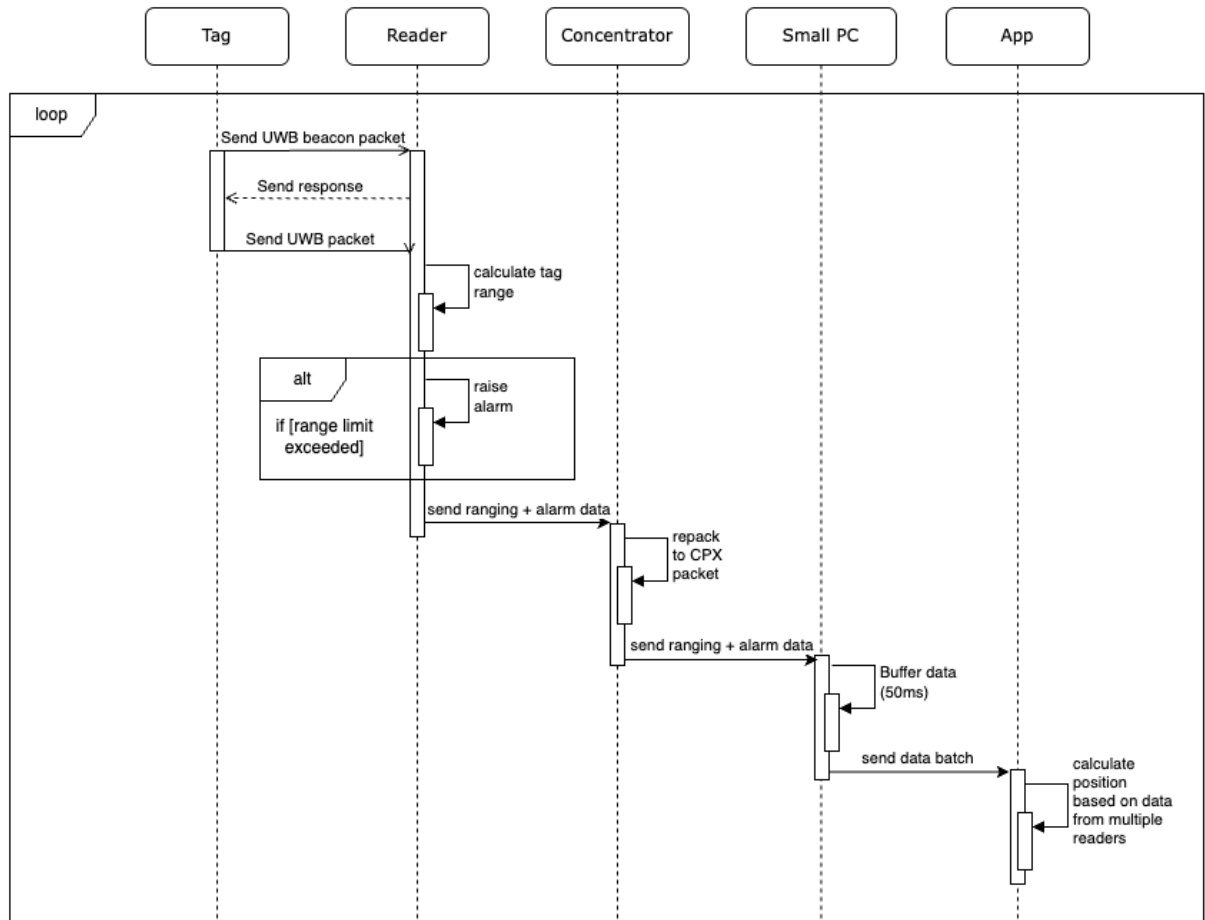 Tag
Reader
Concentrator
Small PC
App
loop
Send UWB beacon packet
Send response
Send UWB packet
calculate tag
range
alt
if [range limit
exceeded]
raise
alarm
send ranging + alarm data
repack
to CPX
packet
send ranging + alarm data
Buffer data
(50ms)
send data batch
calculate
position
based on data
from multiple
readers